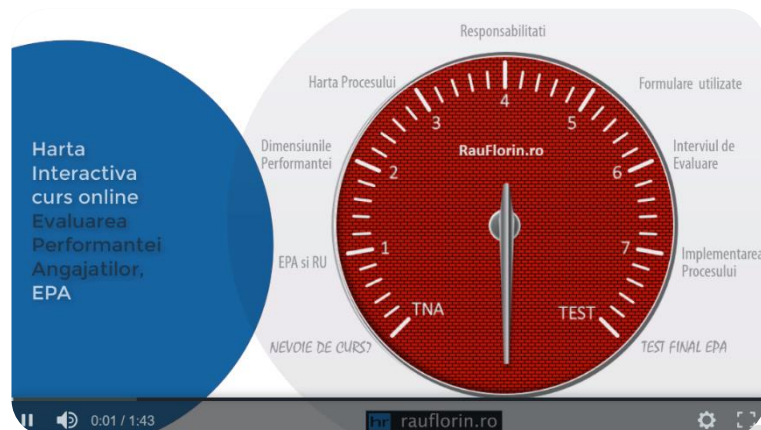 Harta
Interactiva
curs online
Evaluarea
Performantei
Angajatilor,
EPA
Responsabilitati
Harta Procesului
Formulare utilizate
Dimensiunile
Performantei
Interviul de
Evaluare
EPA si RU
Implementarea
Procesului
NEVOIE DE CURS?
TEST FINAL EPA
4
3
5
RauFlorin.ro
2
6
1
7
TNA
TEST
0:01 / 1:43
hr rauflorin.ro